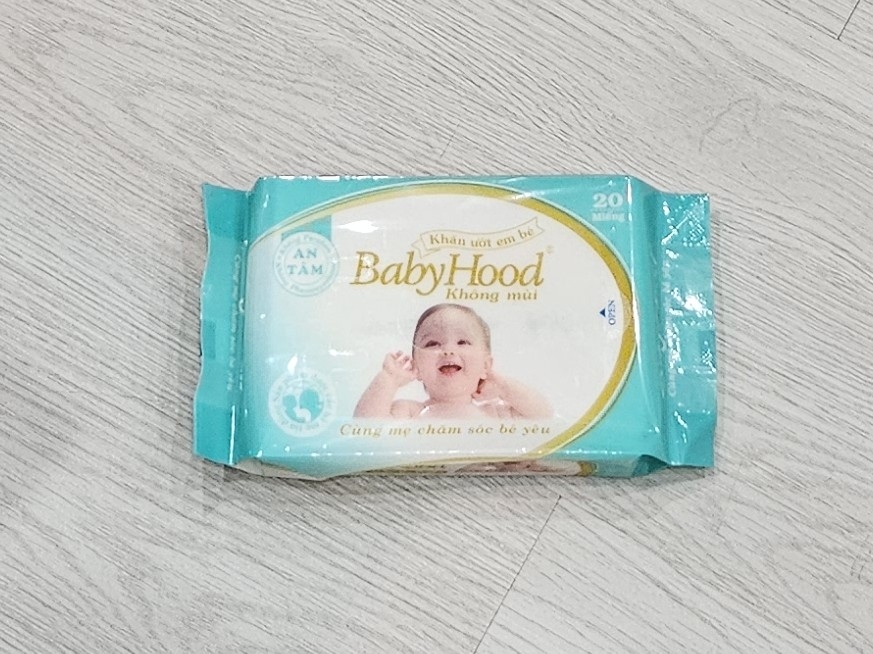 20
Miếng
Khăn ướt em bé
AN
TÂM
BabyHood
Không mùi
OPEN
Cùng mẹ chăm sóc bé yêu